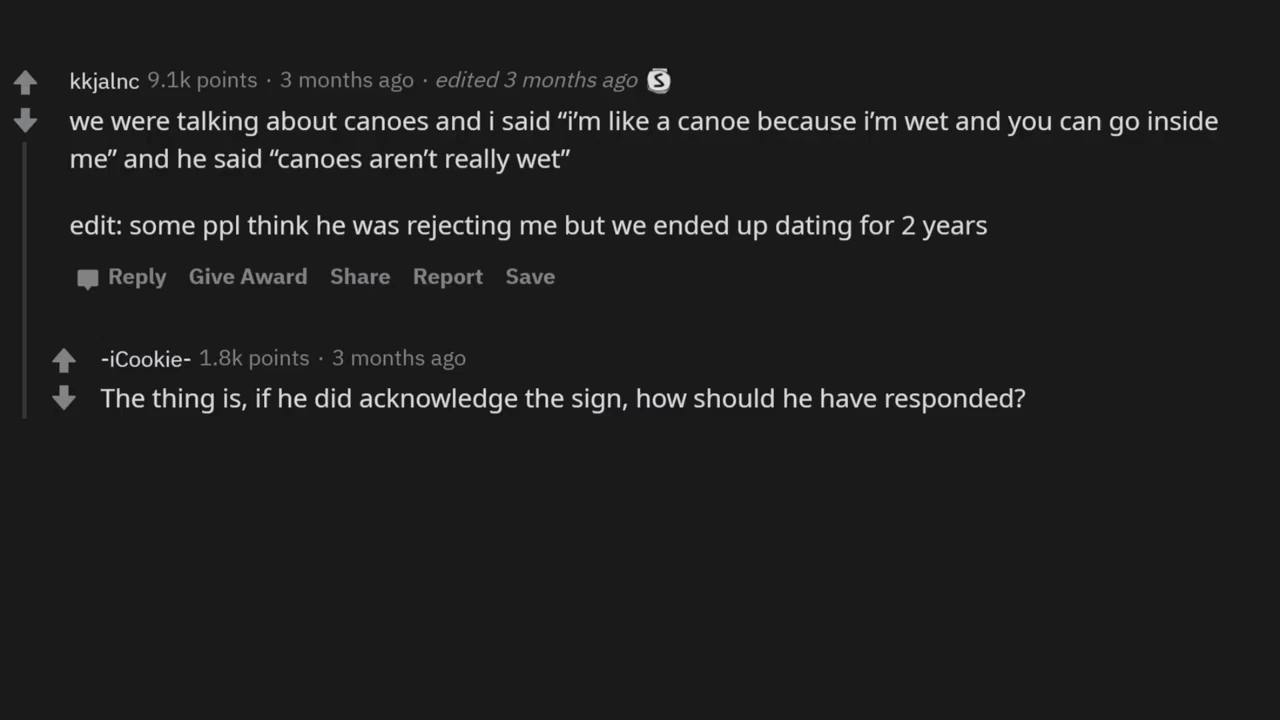 kkjalnc 9.1k points · 3 months ago · edited 3 months ago S
we were talking about canoes and i said “i’m like a canoe because i’m wet and you can go inside
me” and he said “canoes aren’t really wet”
edit: some ppl think he was rejecting me but we ended up dating for 2 years
Reply Give Award Share Report Save
-iCookie- 1.8k points · 3 months ago
The thing is, if he did acknowledge the sign, how should he have responded?